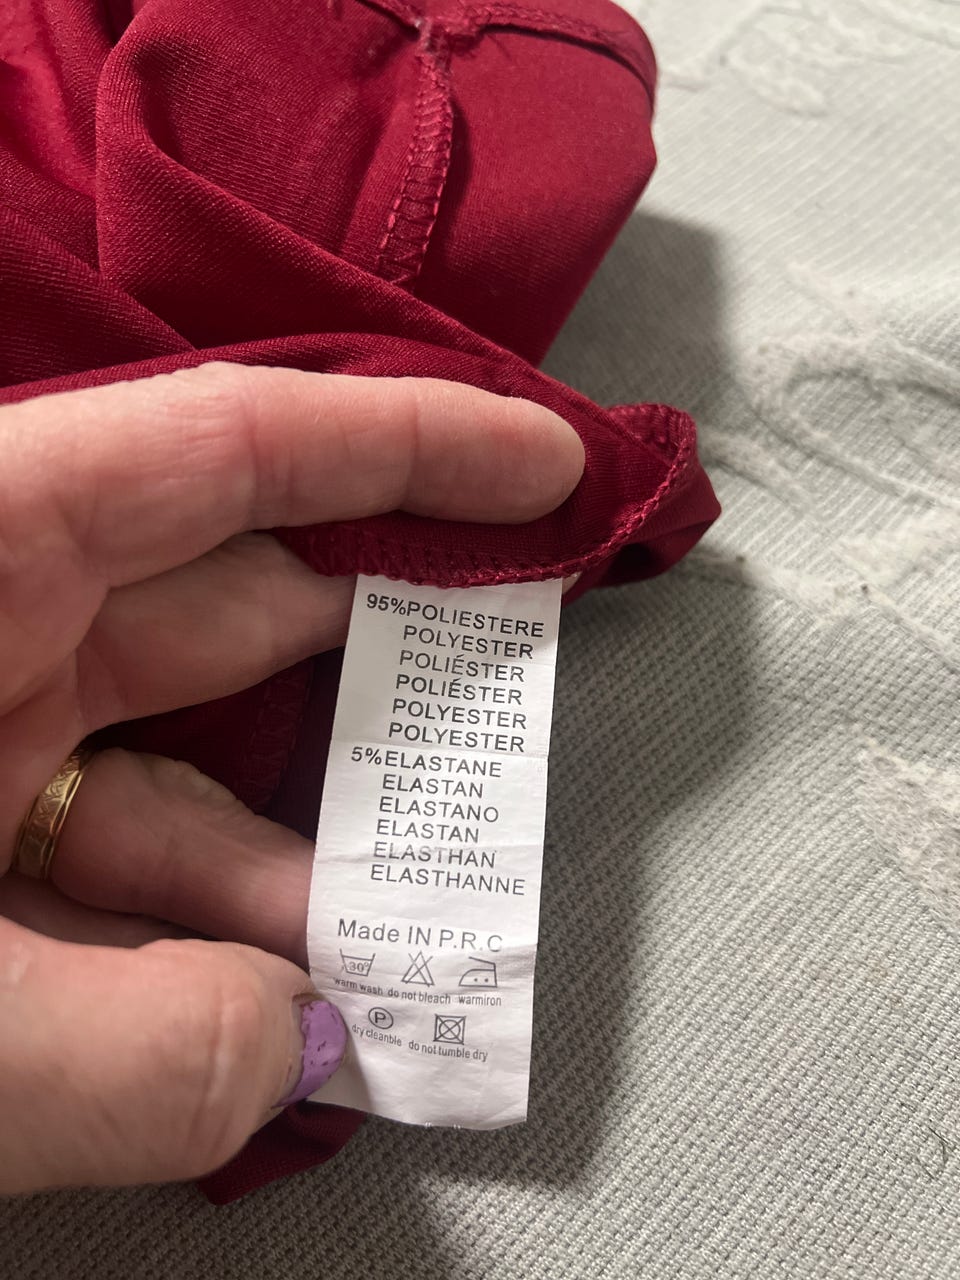 95%POLIESTERE
POLYESTER
POLIÉSTER
POLIÉSTER
POLYESTER
POLYESTER
5%ELASTANE
ELASTAN
ELASTANO
ELASTAN
ELASTHAN
ELASTHANNE
Made IN P.R.C
30°
warm wash do not bleach warmiron
P
dry cleanble do not tumble dry